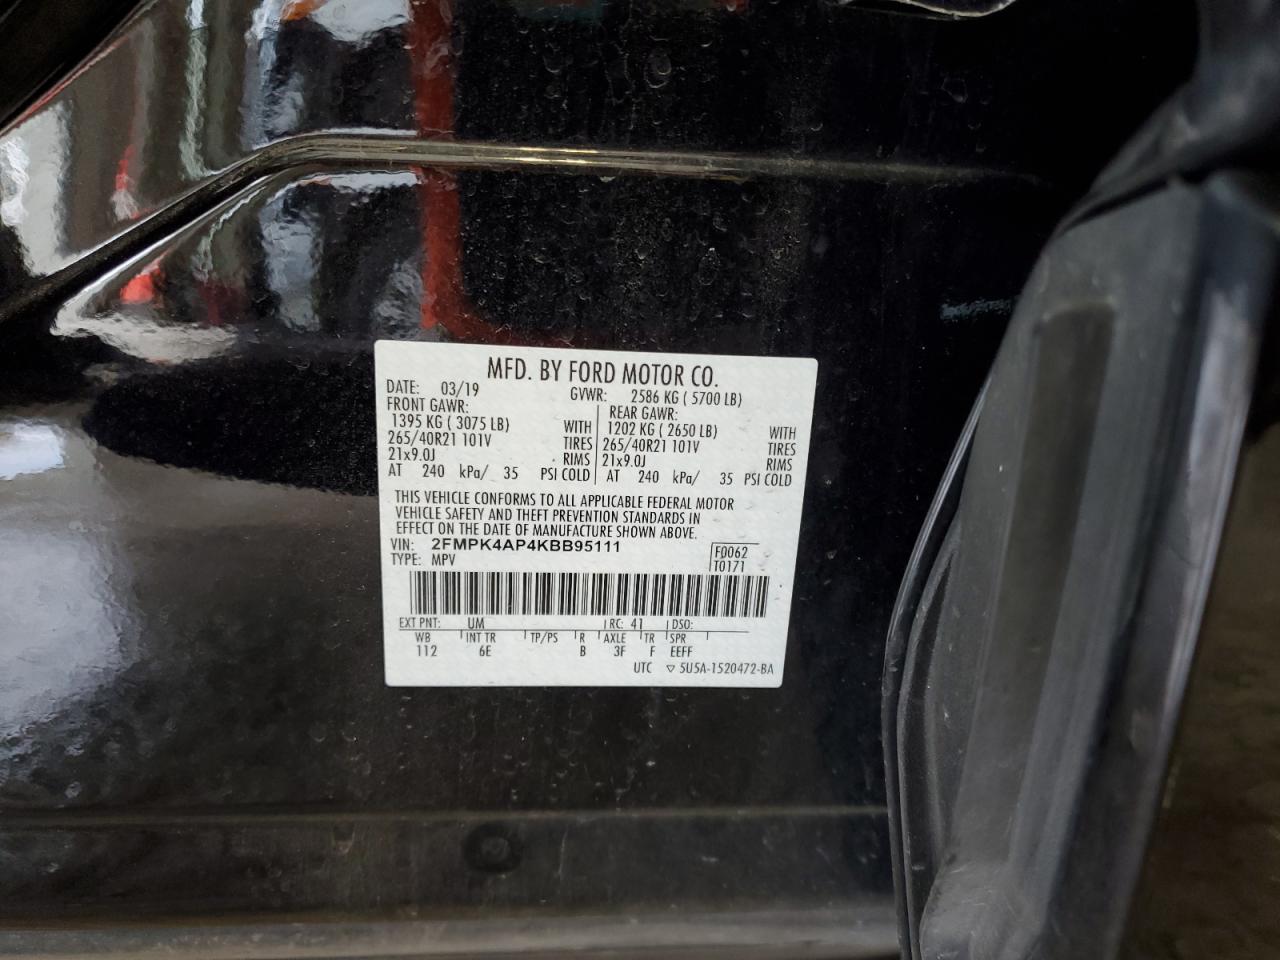 MFD. BY FORD MOTOR CO.
DATE: 03/19 GVWR: 2586 KG ( 5700 LB)
FRONT GAWR: REAR GAWR:
1395 KG ( 3075 LB) WITH 1202 KG ( 2650 LB) WITH
265/40R21 101V TIRES 265/40R21 101V TIRES
21x9.0J RIMS 21x9.0J RIMS
AT 240 kPa/ 35 PSI COLD AT 240 kPa/ 35 PSI COLD
THIS VEHICLE CONFORMS TO ALL APPLICABLE FEDERAL MOTOR
VEHICLE SAFETY AND THEFT PREVENTION STANDARDS IN
EFFECT ON THE DATE OF MANUFACTURE SHOWN ABOVE.
VIN: 2FMPK4AP4KBB95111 F0062
TYPE: MPV T0171
EXT PNT: UM RC: 41 DSO:
WB INT TR TP/PS R AXLE TR SPR
112 6E B 3F F EEFF
UTC ▽ 5U5A-1520472-BA